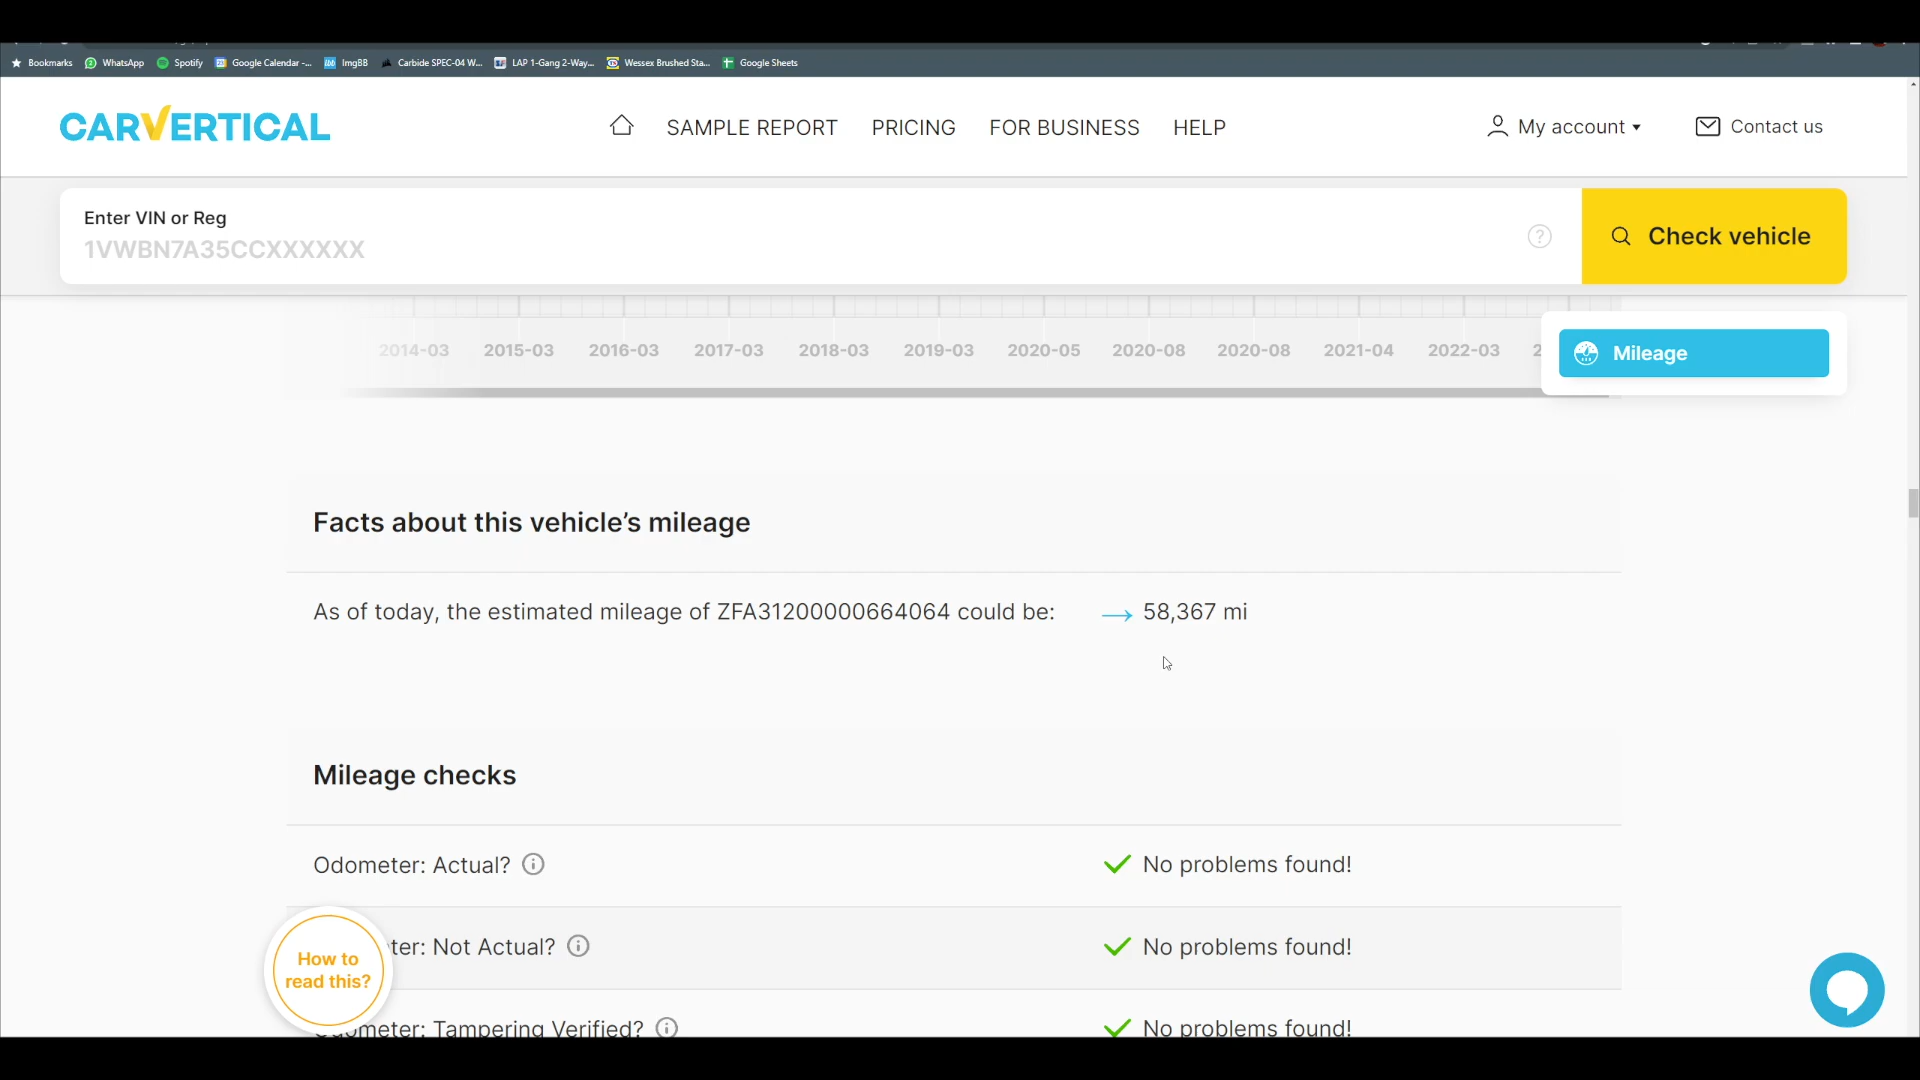 Bookmarks WhatsApp Spotify Google Calendar -... ImgBB Carbide SPEC-04 W... LAP 1-Gang 2-Way... Wessex Brushed Sta... Google Sheets
CARVERTICAL SAMPLE REPORT PRICING FOR BUSINESS HELP My account Contact us
Enter VIN or Reg
1VWBN7A35CCXXXXXX
? Check vehicle
2014-03 2015-03 2016-03 2017-03 2018-03 2019-03 2020-05 2020-08 2020-08 2021-04 2022-03 2
Mileage
Facts about this vehicle's mileage
As of today, the estimated mileage of ZFA31200000664064 could be: → 58,367 mi
Mileage checks
Odometer: Actual? No problems found!
ter: Not Actual? No problems found!
How to
read this?
ometer: Tampering Verified? No problems found!